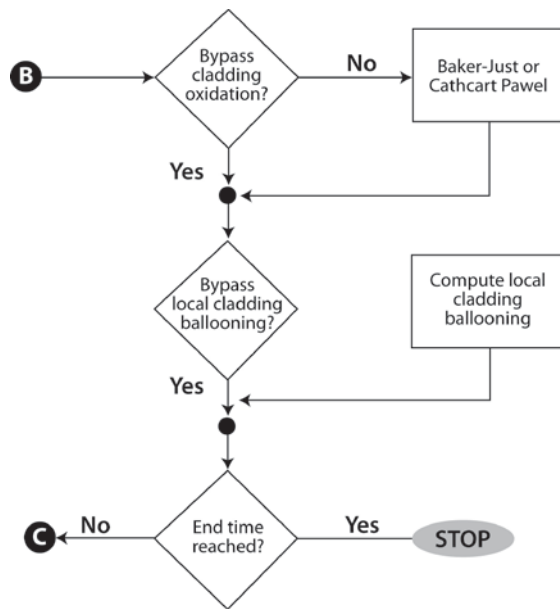 B
Bypass
cladding
oxidation?
No
Baker-Just or
Cathcart Pawel
Yes
Bypass
local cladding
ballooning?
Compute local
cladding
ballooning
Yes
End time
reached?
No
C
Yes
STOP